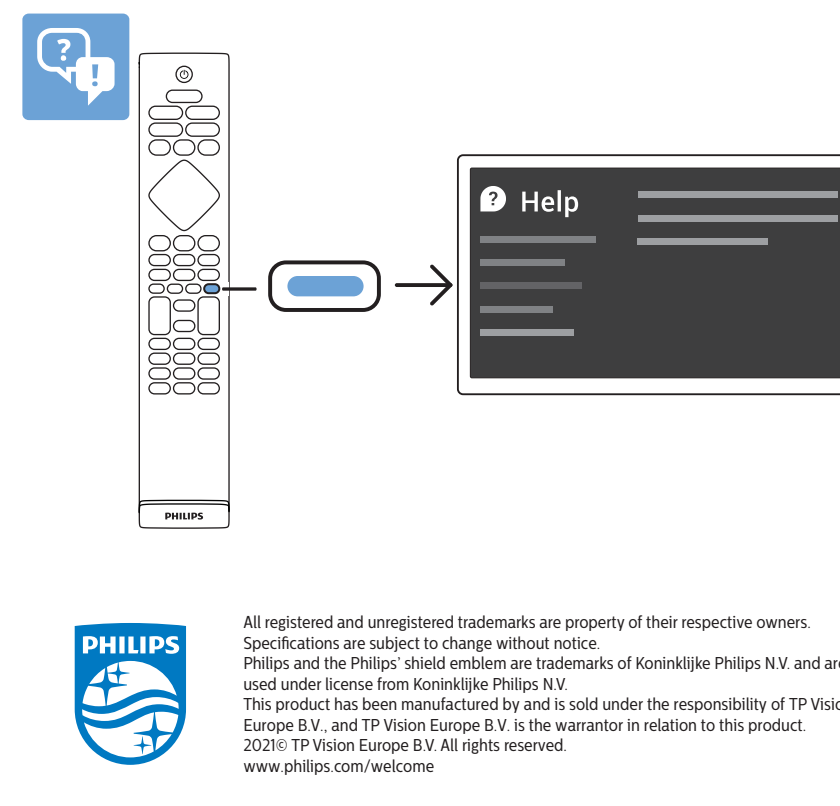 ?
!
? Help
PHILIPS
PHILIPS
All registered and unregistered trademarks are property of their respective owners.
Specifications are subject to change without notice.
Philips and the Philips' shield emblem are trademarks of Koninklijke Philips N.V. and are
used under license from Koninklijke Philips N.V.
This product has been manufactured by and is sold under the responsibility of TP Visio
Europe B.V., and TP Vision Europe B.V. is the warrantor in relation to this product.
2021© TP Vision Europe B.V. All rights reserved.
www.philips.com/welcome